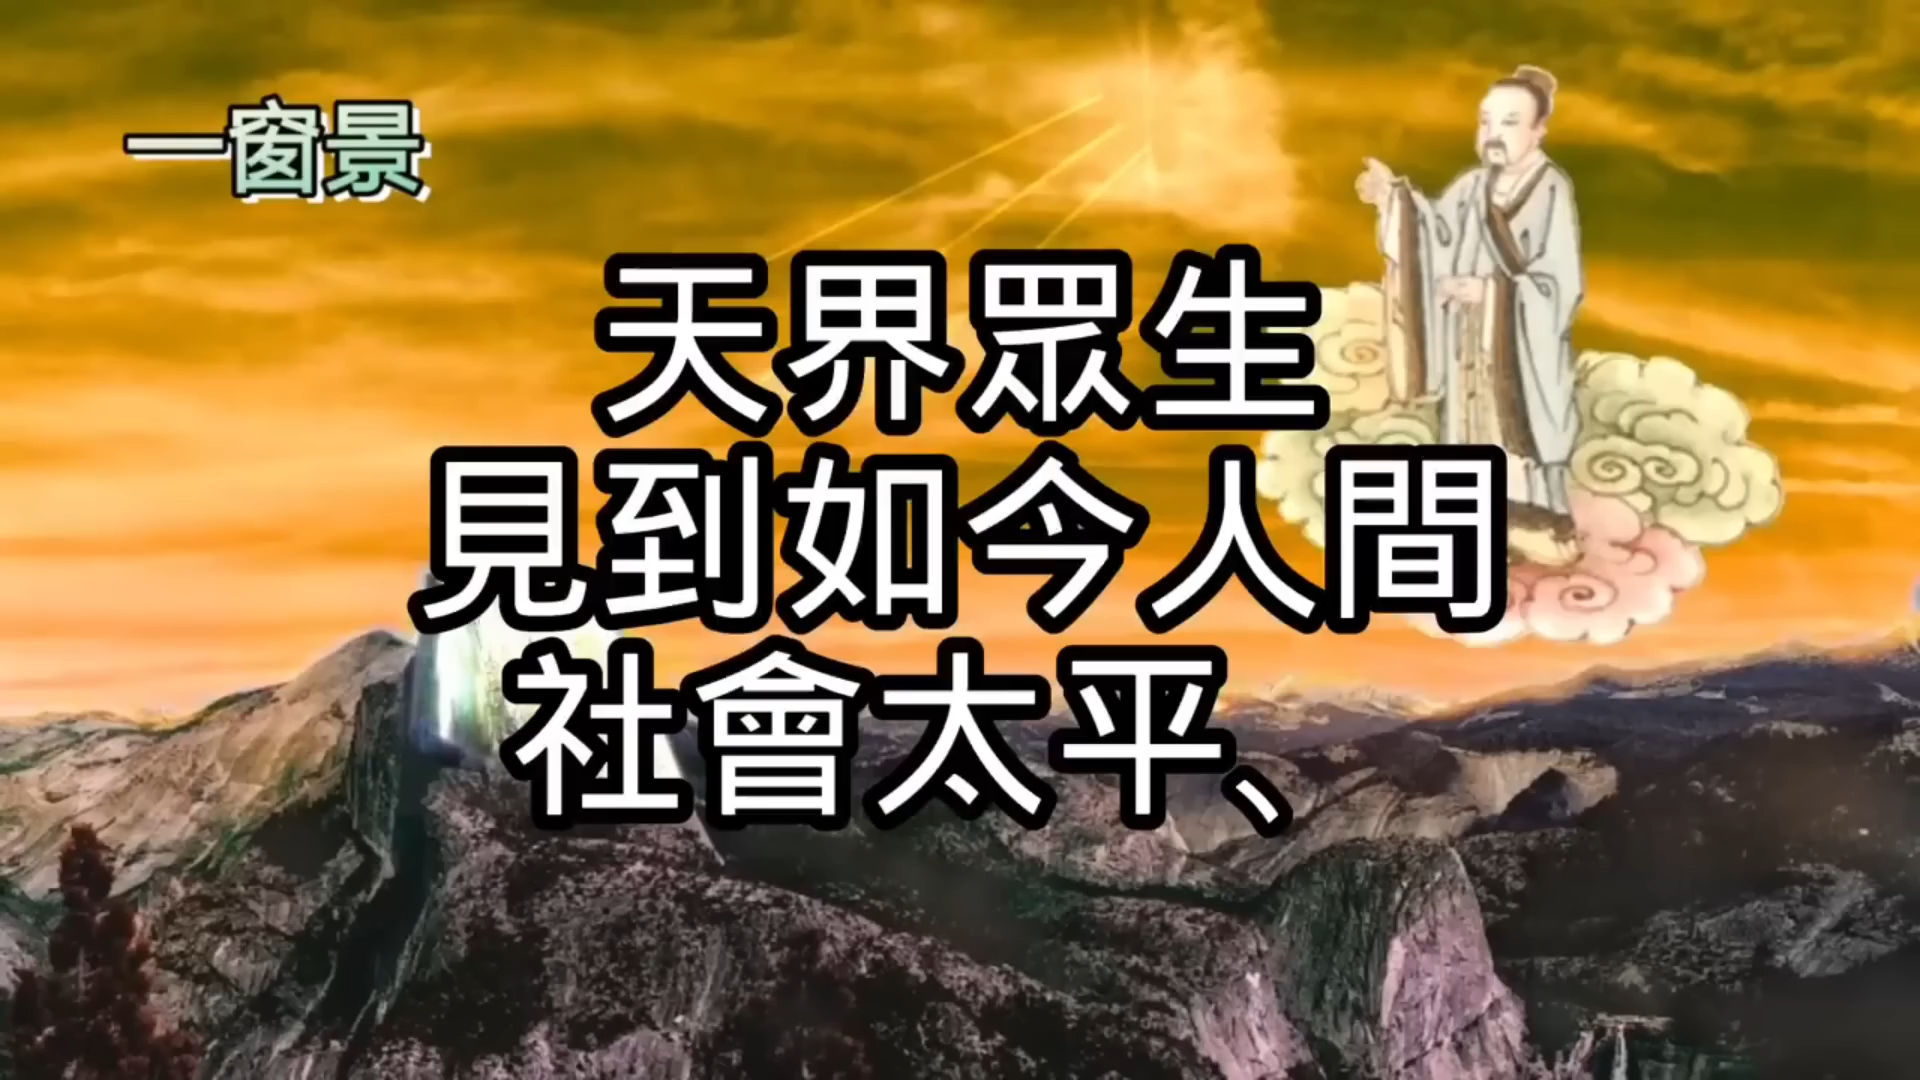 一窗景
天界眾生
見到如今人間
社會太平、